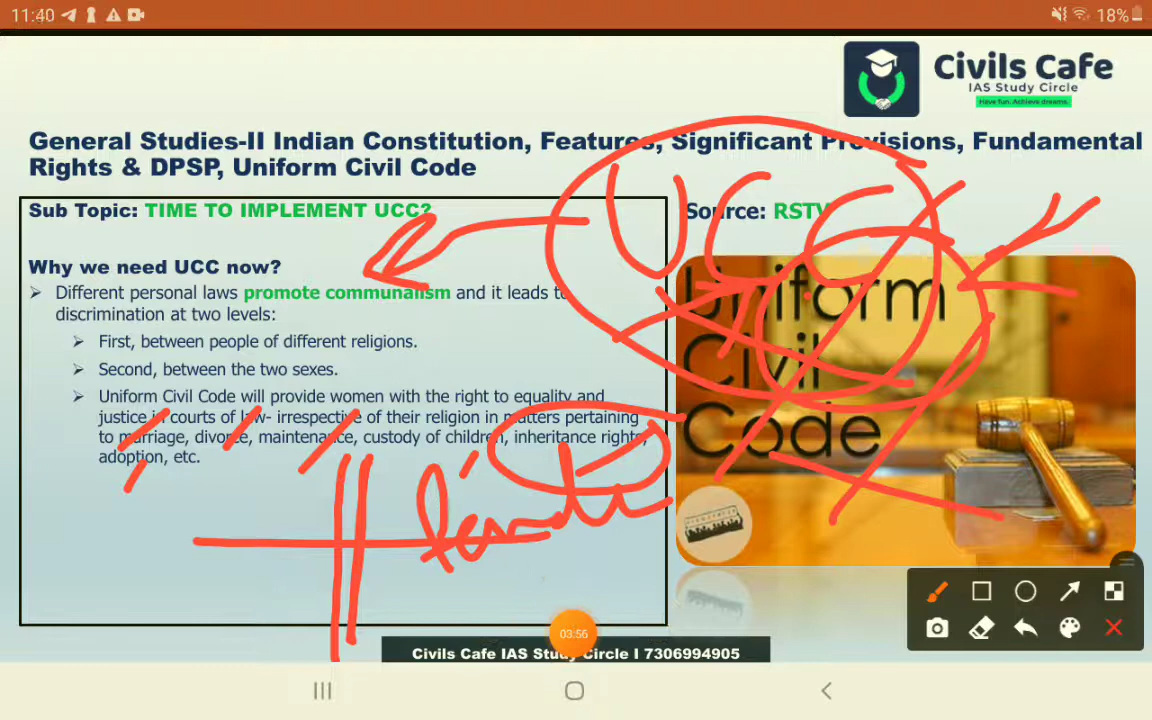 11:40
18%
Civils Cafe
IAS Study Circle
Have fun. Achieve dreams.
General Studies-II Indian Constitution, Features, Significant Provisions, Fundamental
Rights & DPSP, Uniform Civil Code
Sub Topic: TIME TO IMPLEMENT UCC?
Source: RSTV
UCC
Why we need UCC now?
Different personal laws promote communalism and it leads to
discrimination at two levels:
First, between people of different religions.
Second, between the two sexes.
Uniform Civil Code will provide women with the right to equality and
justice in courts of law- irrespective of their religion in matters pertaining
to marriage, divorce, maintenance, custody of children, inheritance rights,
adoption, etc.
Uniform
Civil
Code
03:56
Civils Cafe IAS Study Circle I 7306994905